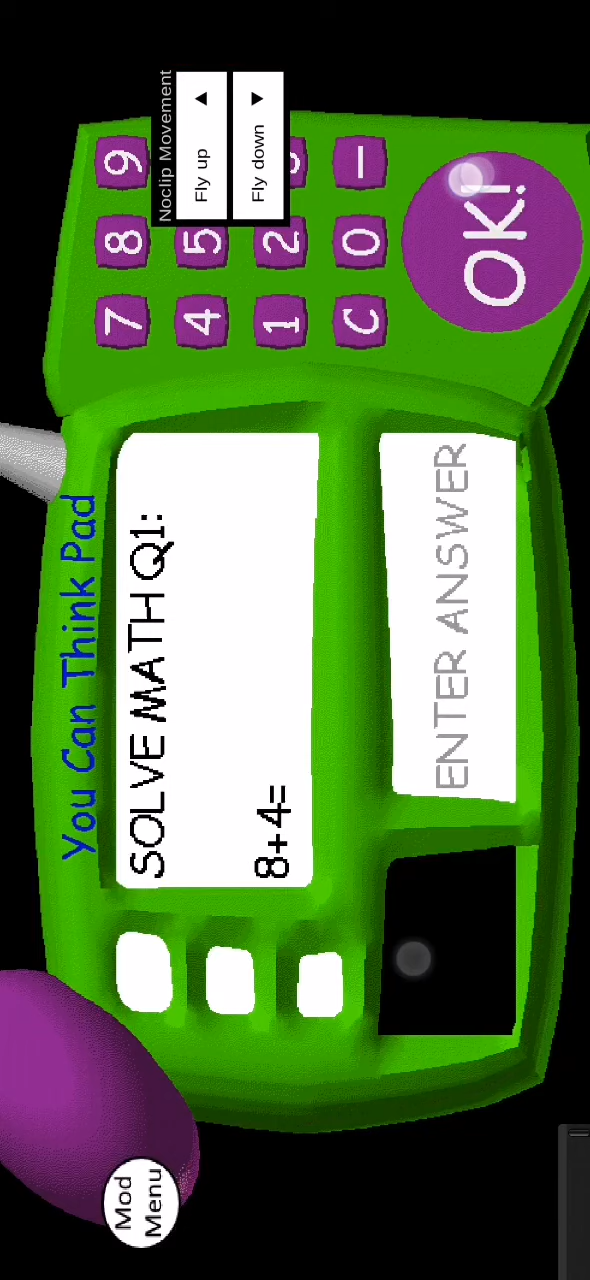 You Can Think Pad
SOLVE MATH Q1:
8+4=
ENTER ANSWER
7 8 9
4 5
1 2
C 0 —
OK!
Noclip Movement
Fly up ▲
Fly down ▼
Mod
Menu